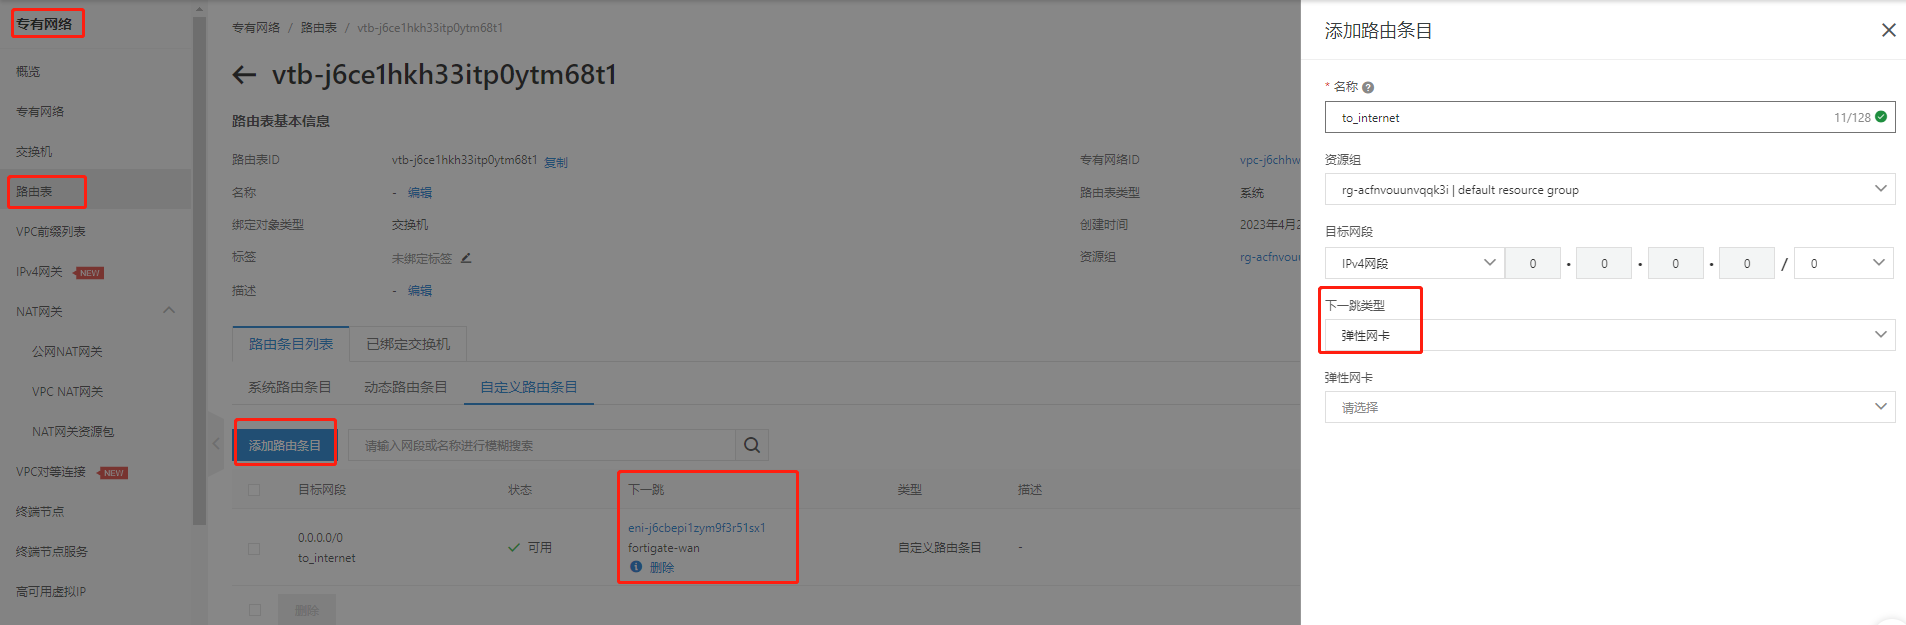 专有网络
概览
专有网络
交换机
路由表
VPC前缀列表
IPv4网关 NEW
NAT网关
公网NAT网关
VPC NAT网关
NAT网关资源包
VPC对等连接 NEW
终端节点
终端节点服务
高可用虚拟IP
专有网络 / 路由表 / vtb-j6ce1hkh33itp0ytm68t1
← vtb-j6ce1hkh33itp0ytm68t1
路由表基本信息
路由表ID vtb-j6ce1hkh33itp0ytm68t1 复制 专有网络ID vpc-j6chhw
名称 - 编辑 路由表类型 系统
绑定对象类型 交换机 创建时间 2023年4月2
标签 未绑定标签 资源组 rg-acfnvouu
描述 - 编辑
路由条目列表 已绑定交换机
系统路由条目 动态路由条目 自定义路由条目
添加路由条目 请输入网段或名称进行模糊搜索
目标网段 状态 下一跳 类型 描述
0.0.0.0/0
to_internet
可用
eni-j6cbepi1zym9f3r51sx1
fortigate-wan
删除
自定义路由条目 -
删除
添加路由条目
* 名称
to_internet 11/128
资源组
rg-acfnvouunvqqk3i | default resource group
目标网段
IPv4网段 0 . 0 . 0 . 0 / 0
下一跳类型
弹性网卡
弹性网卡
请选择